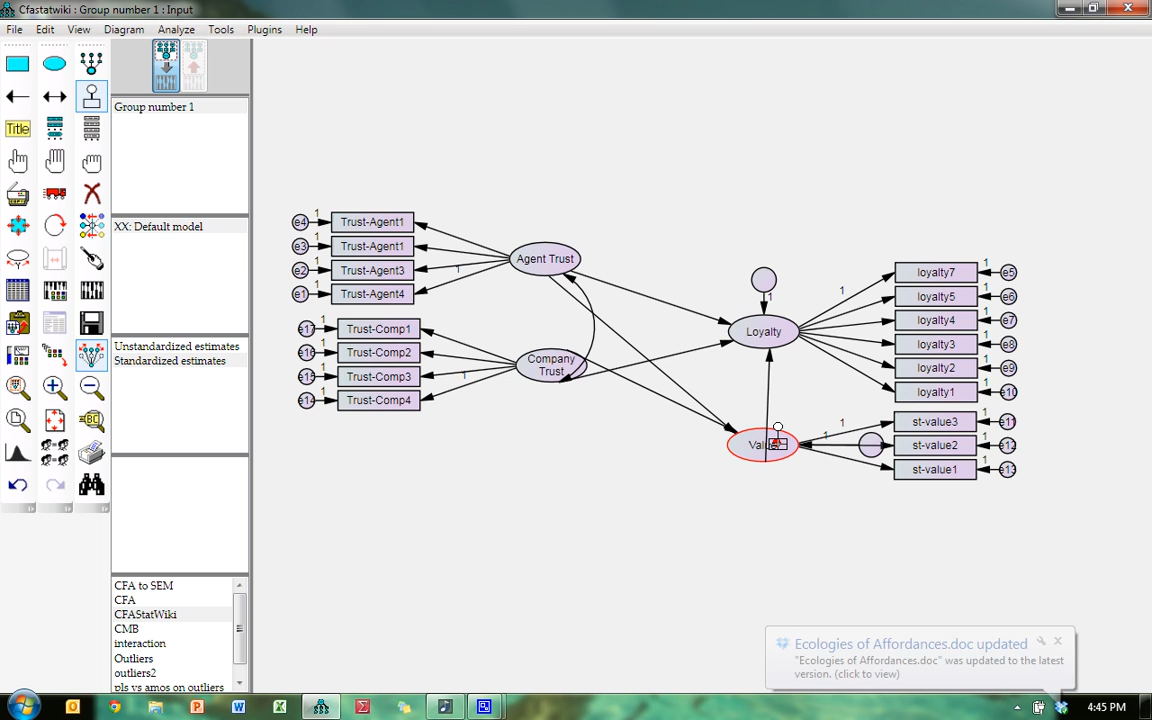 Cfastatwiki : Group number 1 : Input
File Edit View Diagram Analyze Tools Plugins Help
Title
Group number 1
XX: Default model
Unstandardized estimates
Standardized estimates
CFA to SEM
CFA
CFAStatWiki
CMB
interaction
Outliers
outliers2
pls vs amos on outliers
e4 1 Trust-Agent1
e3 1 Trust-Agent1
e2 1 Trust-Agent3
e1 1 Trust-Agent4
1
Agent Trust
e17 1 Trust-Comp1
e16 1 Trust-Comp2
e15 1 Trust-Comp3
e14 1 Trust-Comp4
1
Company
Trust
1
Loyalty
1
loyalty7 1 e5
loyalty5 1 e6
loyalty4 1 e7
loyalty3 1 e8
loyalty2 1 e9
loyalty1 1 e10
1
1
st-value3 1 e11
st-value2 1 e12
st-value1 1 e13
Ecologies of Affordances.doc updated
"Ecologies of Affordances.doc" was updated to the latest
version. (click to view)
4:45 PM